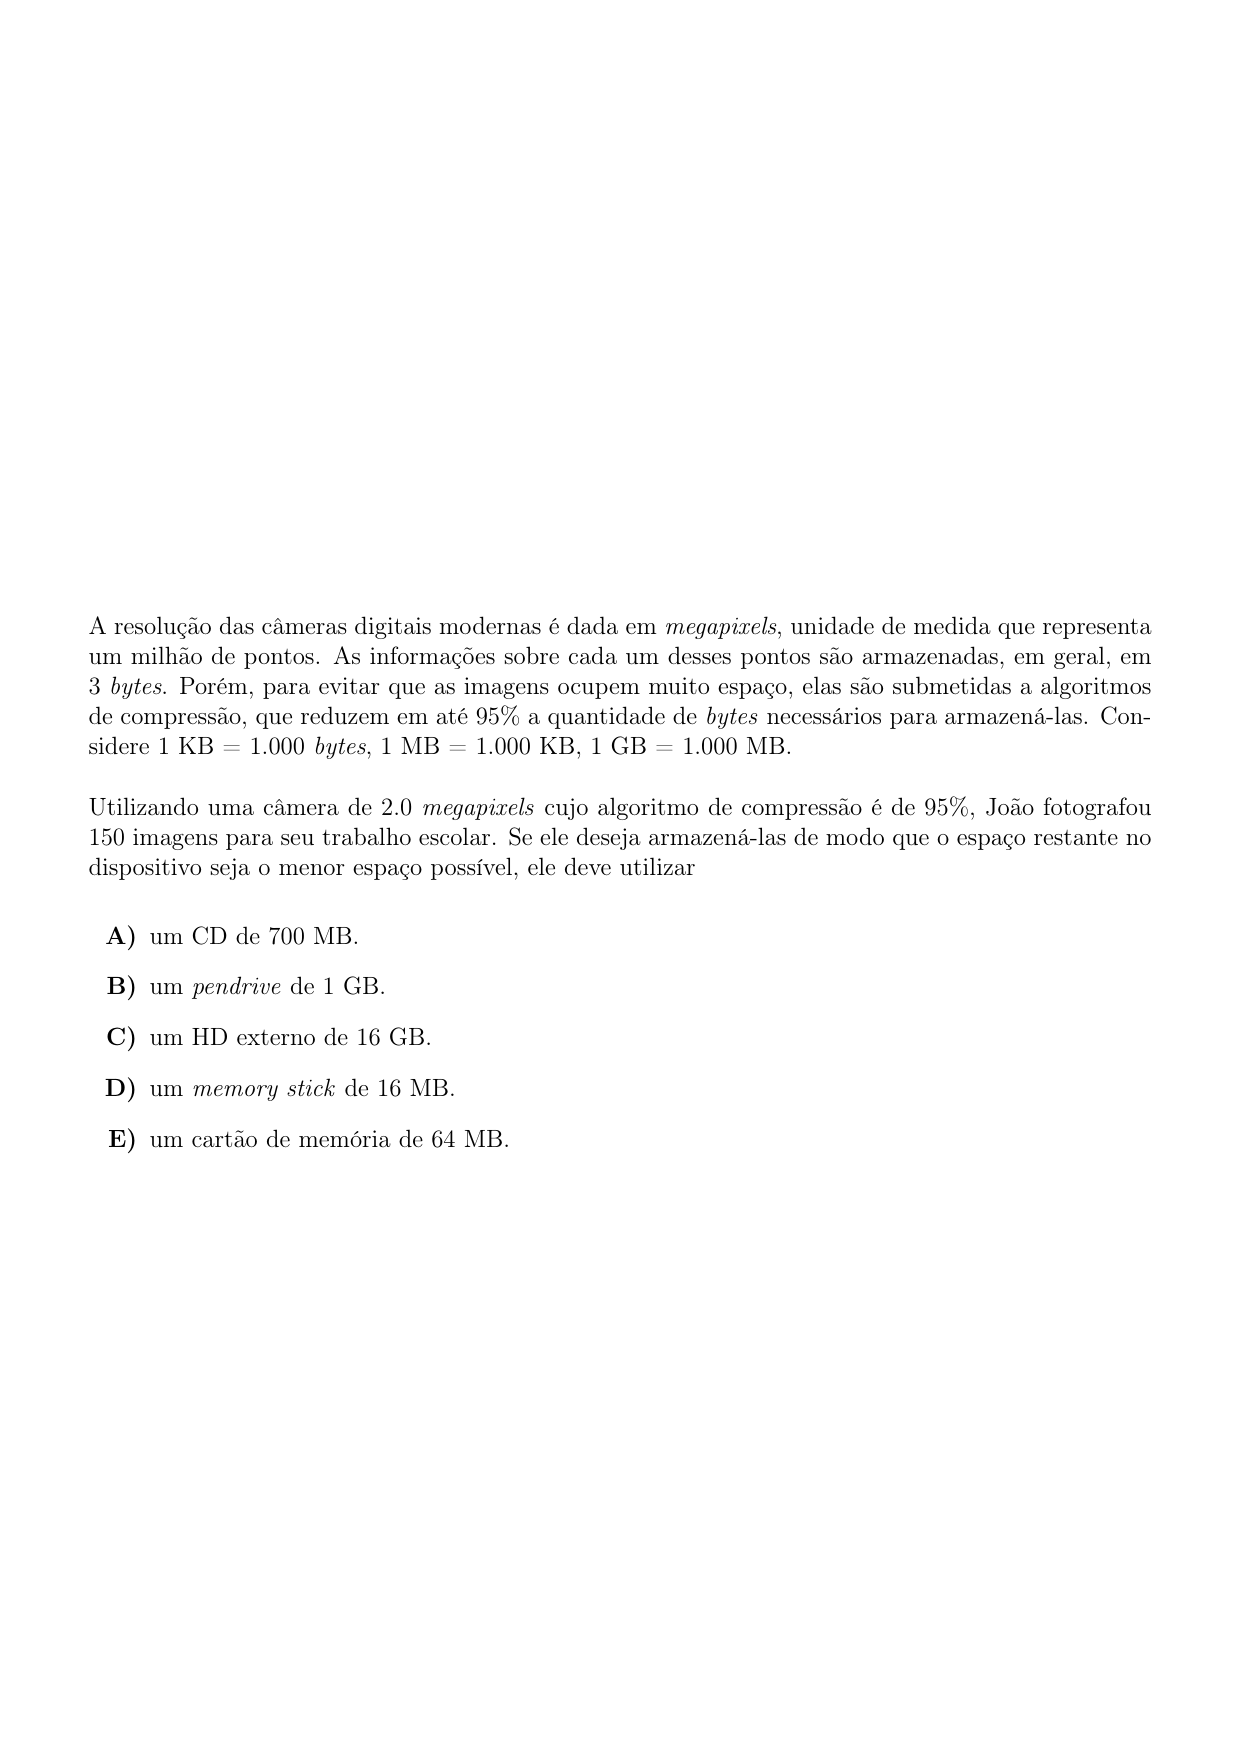 A resolução das câmeras digitais modernas é dada em megapixels, unidade de medida que representa
um milhão de pontos. As informações sobre cada um desses pontos são armazenadas, em geral, em
3 bytes. Porém, para evitar que as imagens ocupem muito espaço, elas são submetidas a algoritmos
de compressão, que reduzem em até 95% a quantidade de bytes necessários para armazená-las. Con-
sidere 1 KB = 1.000 bytes, 1 MB = 1.000 KB, 1 GB = 1.000 MB.
Utilizando uma câmera de 2.0 megapixels cujo algoritmo de compressão é de 95%, João fotografou
150 imagens para seu trabalho escolar. Se ele deseja armazená-las de modo que o espaço restante no
dispositivo seja o menor espaço possível, ele deve utilizar
A) um CD de 700 MB.
B) um pendrive de 1 GB.
C) um HD externo de 16 GB.
D) um memory stick de 16 MB.
E) um cartão de memória de 64 MB.